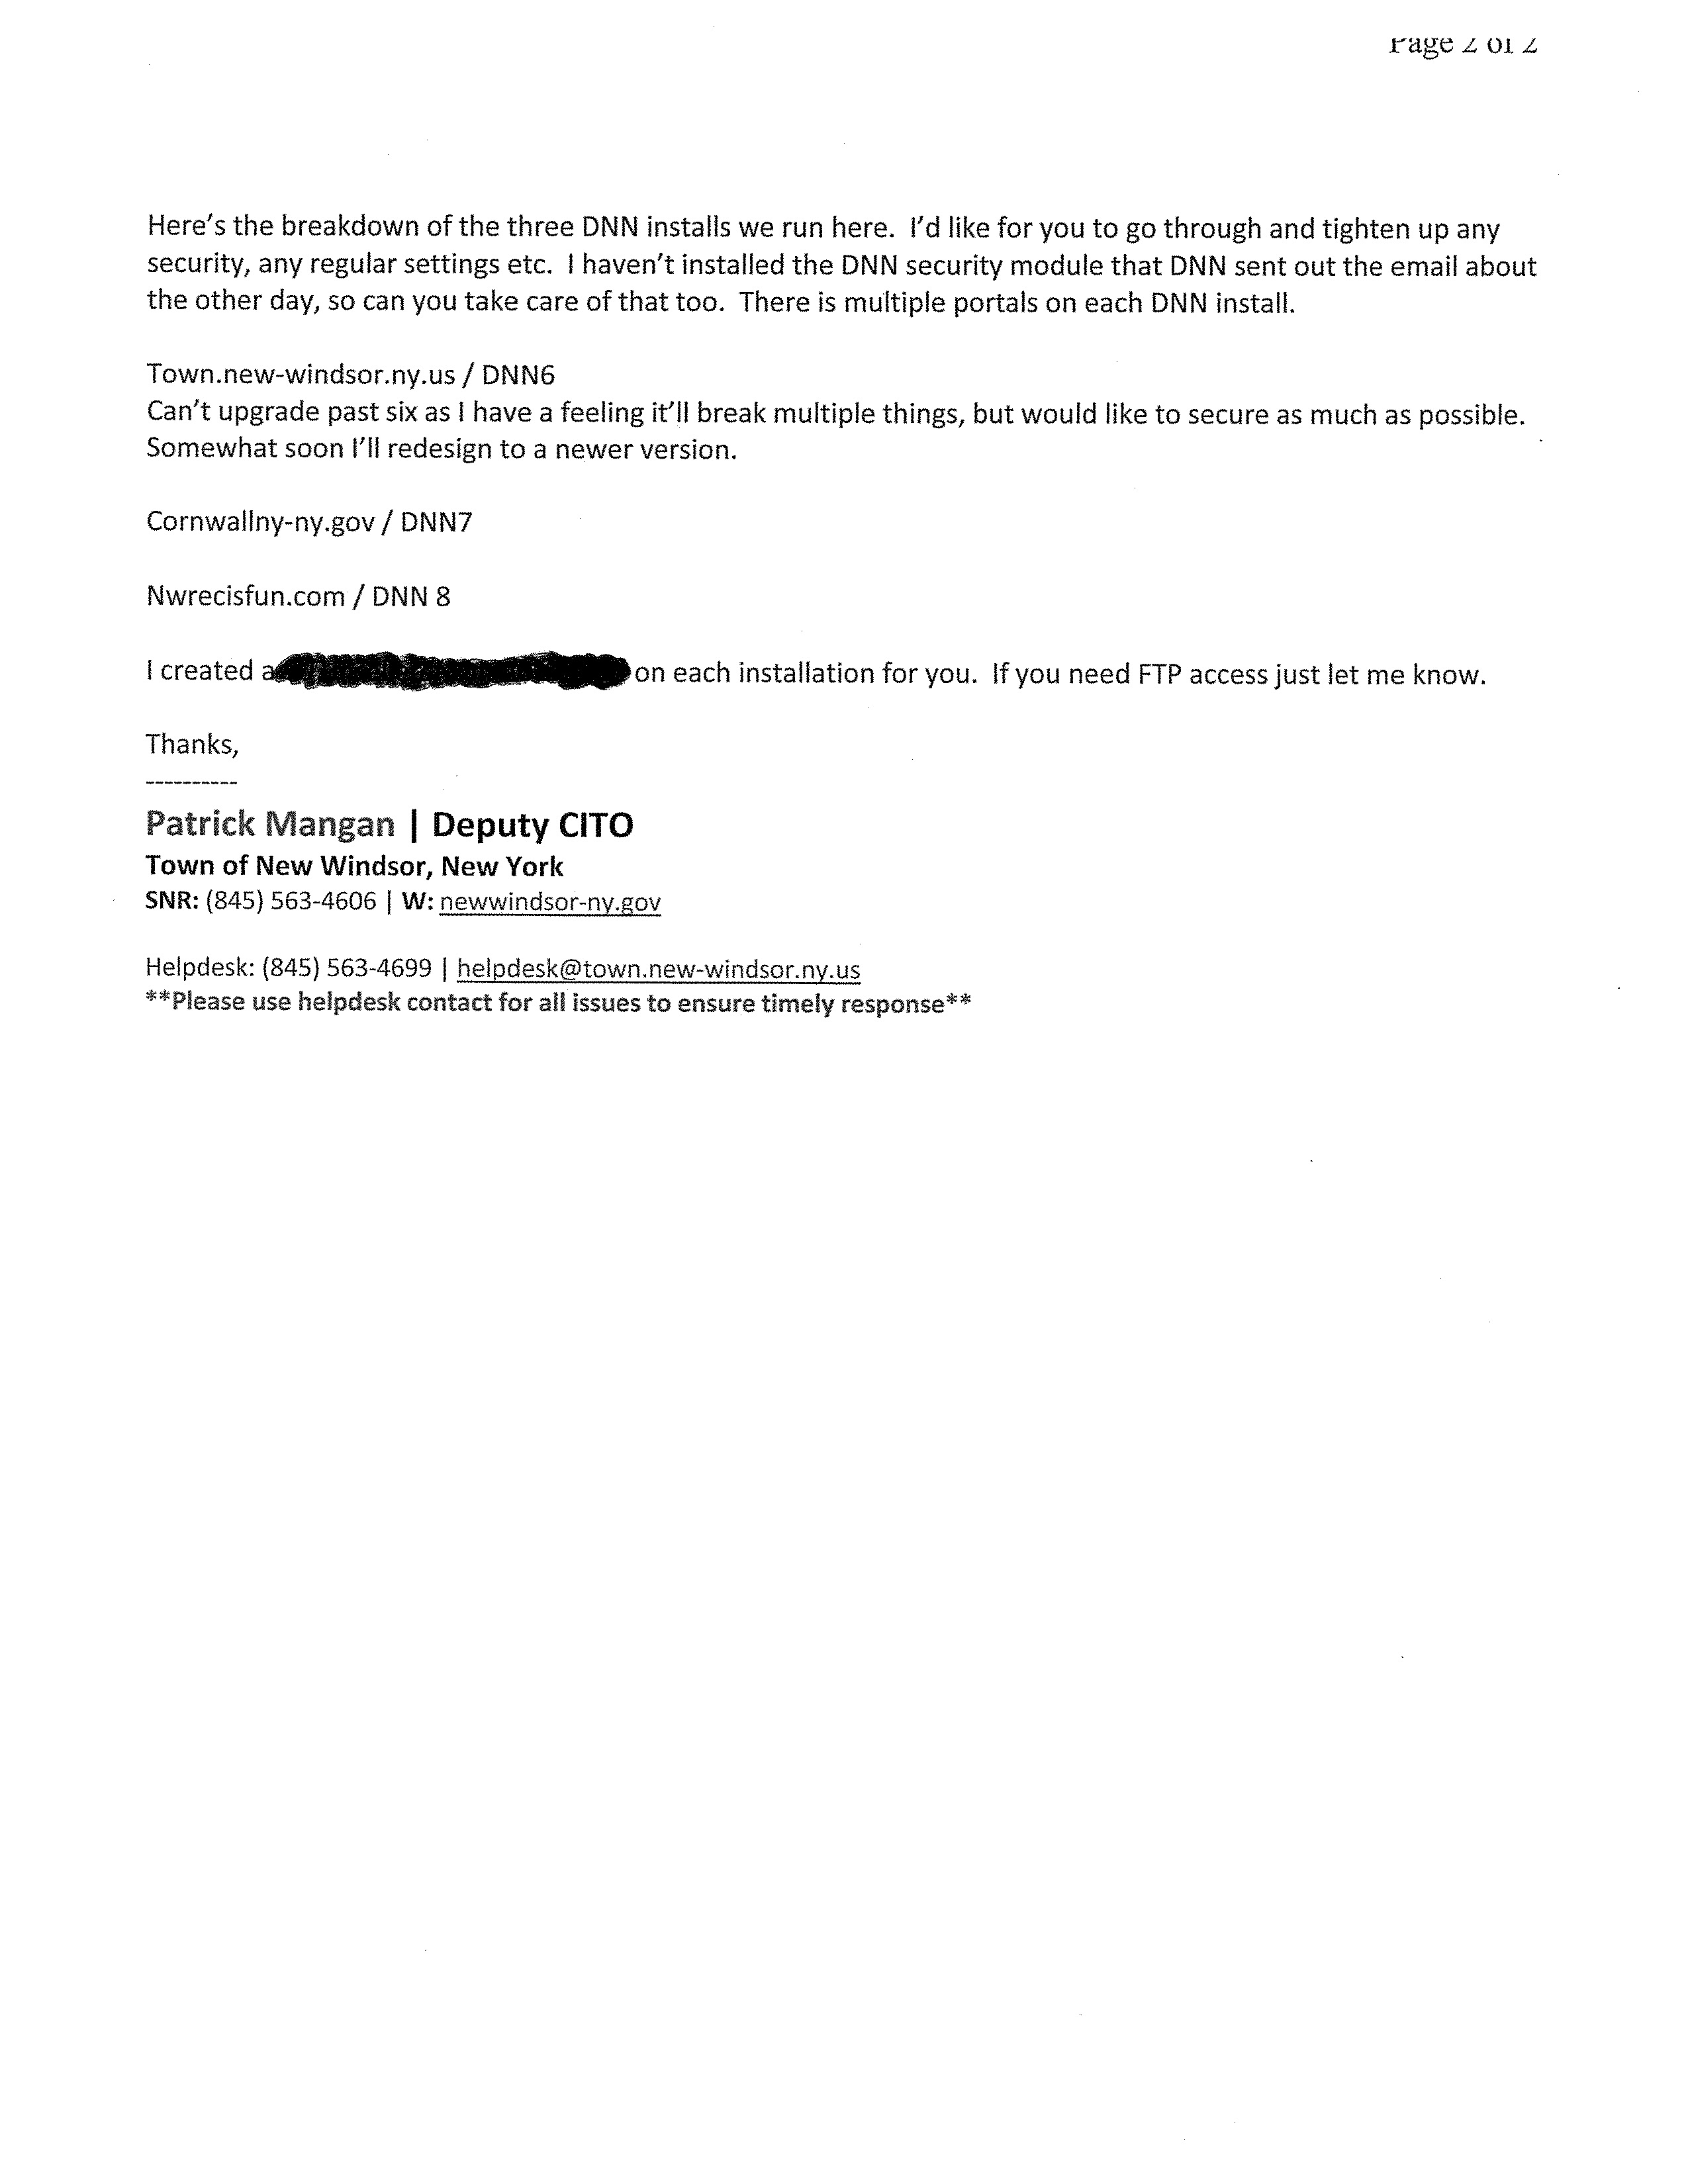 Page 2 of 2
Here's the breakdown of the three DNN installs we run here.  I'd like for you to go through and tighten up any
security, any regular settings etc.  I haven't installed the DNN security module that DNN sent out the email about
the other day, so can you take care of that too.  There is multiple portals on each DNN install.
Town.new-windsor.ny.us / DNN6
Can't upgrade past six as I have a feeling it'll break multiple things, but would like to secure as much as possible.
Somewhat soon I'll redesign to a newer version.
Cornwallny-ny.gov / DNN7
Nwrecisfun.com / DNN 8
I created a on each installation for you.  If you need FTP access just let me know.
Thanks,
----------
Patrick Mangan | Deputy CITO
Town of New Windsor, New York
SNR: (845) 563-4606 | W: newwindsor-ny.gov
Helpdesk: (845) 563-4699 | helpdesk@town.new-windsor.ny.us
**Please use helpdesk contact for all issues to ensure timely response**